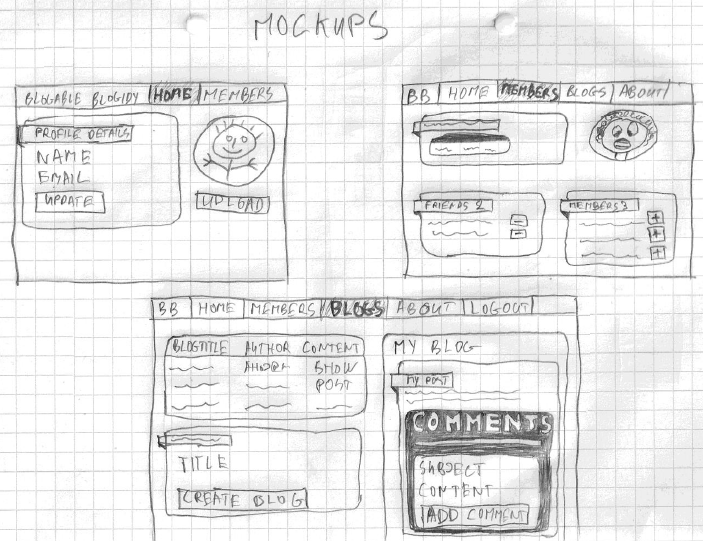 MOCKUPS
BLOGABLE BLOGIDY HOME MEMBERS
PROFILE DETAILS
NAME
EMAIL
UPDATE
UPLOAD
BB HOME MEMBERS BLOGS ABOUT
FRIENDS 2
MEMBERS 3
BB HOME MEMBERS BLOGS ABOUT LOGOUT
BLOGTITLE AUTHOR CONTENT
SHOW
POST
TITLE
CREATE BLOG
MY BLOG
MY POST
COMMENTS
SUBJECT
CONTENT
ADD COMMENT